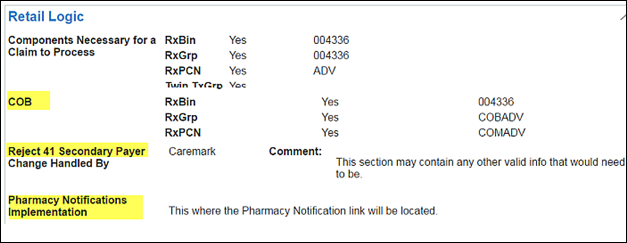 Retail Logic
Components Necessary for a RxBin Yes 004336
Claim to Process RxGrp Yes 004336
RxPCN Yes ADV
Twin TxGrp Yes
COB RxBin Yes 004336
RxGrp Yes COBADV
RxPCN Yes COMADV
Reject 41 Secondary Payer Caremark Comment:
Change Handled By This section may contain any other valid info that would need
to be.
Pharmacy Notifications
Implementation This where the Pharmacy Notification link will be located.